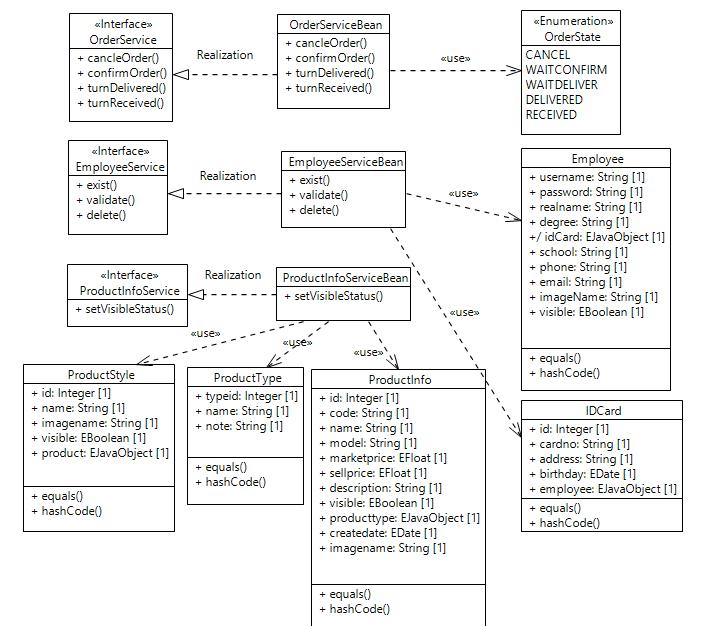 «Interface»
OrderService
+ cancleOrder()
+ confirmOrder()
+ turnDelivered()
+ turnReceived()
Realization
OrderServiceBean
+ cancleOrder()
+ confirmOrder()
+ turnDelivered()
+ turnReceived()
«use»
«Enumeration»
OrderState
CANCEL
WAITCONFIRM
WAITDELIVER
DELIVERED
RECEIVED
«Interface»
EmployeeService
+ exist()
+ validate()
+ delete()
Realization
EmployeeServiceBean
+ exist()
+ validate()
+ delete()
«use»
Employee
+ username: String [1]
+ password: String [1]
+ realname: String [1]
+ degree: String [1]
+/ idCard: EJavaObject [1]
+ school: String [1]
+ phone: String [1]
+ email: String [1]
+ imageName: String [1]
+ visible: EBoolean [1]
+ equals()
+ hashCode()
«Interface»
ProductInfoService
+ setVisibleStatus()
Realization
ProductInfoServiceBean
+ setVisibleStatus()
«use»
«use»
«use»
«use»
ProductStyle
+ id: Integer [1]
+ name: String [1]
+ imagename: String [1]
+ visible: EBoolean [1]
+ product: EJavaObject [1]
+ equals()
+ hashCode()
ProductType
+ typeid: Integer [1]
+ name: String [1]
+ note: String [1]
+ equals()
+ hashCode()
ProductInfo
+ id: Integer [1]
+ code: String [1]
+ name: String [1]
+ model: String [1]
+ marketprice: EFloat [1]
+ sellprice: EFloat [1]
+ description: String [1]
+ visible: EBoolean [1]
+ producttype: EJavaObject [1]
+ createdate: EDate [1]
+ imagename: String [1]
+ equals()
+ hashCode()
IDCard
+ id: Integer [1]
+ cardno: String [1]
+ address: String [1]
+ birthday: EDate [1]
+ employee: EJavaObject [1]
+ equals()
+ hashCode()